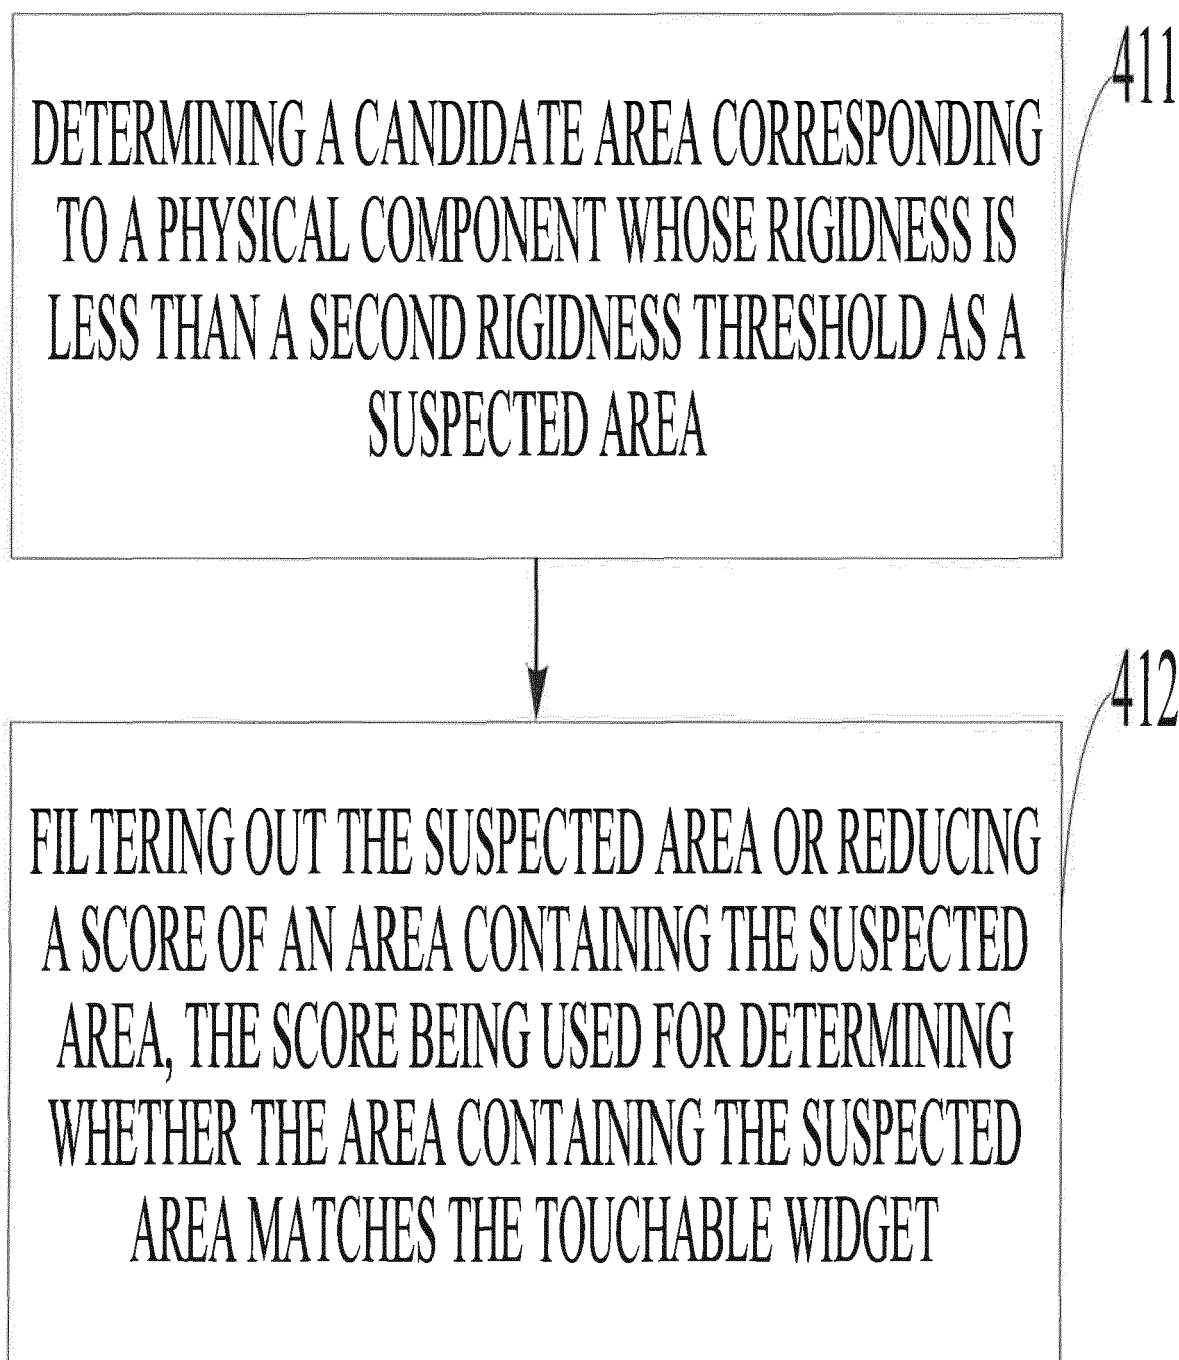 411
DETERMINING A CANDIDATE AREA CORRESPONDING
TO A PHYSICAL COMPONENT WHOSE RIGIDNESS IS
LESS THAN A SECOND RIGIDNESS THRESHOLD AS A
SUSPECTED AREA
412
FILTERING OUT THE SUSPECTED AREA OR REDUCING
A SCORE OF AN AREA CONTAINING THE SUSPECTED
AREA, THE SCORE BEING USED FOR DETERMINING
WHETHER THE AREA CONTAINING THE SUSPECTED
AREA MATCHES THE TOUCHABLE WIDGET